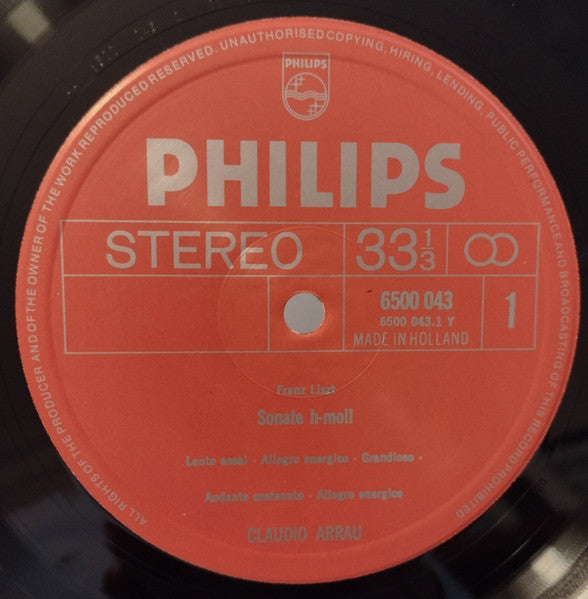 ALL RIGHTS OF THE PRODUCER AND OF THE OWNER OF THE WORK REPRODUCED RESERVED. UNAUTHORISED COPYING, HIRING, LENDING, PUBLIC PERFORMANCE AND BROADCASTING OF THIS RECORD PROHIBITED
PHILIPS
PHILIPS
STEREO 33 1/3
6500 043 1
6500 043.1 Y
MADE IN HOLLAND
Franz Liszt
Sonate h-moll
Lento assai - Allegro energico - Grandioso -
Andante sostenuto - Allegro energico
CLAUDIO ARRAU